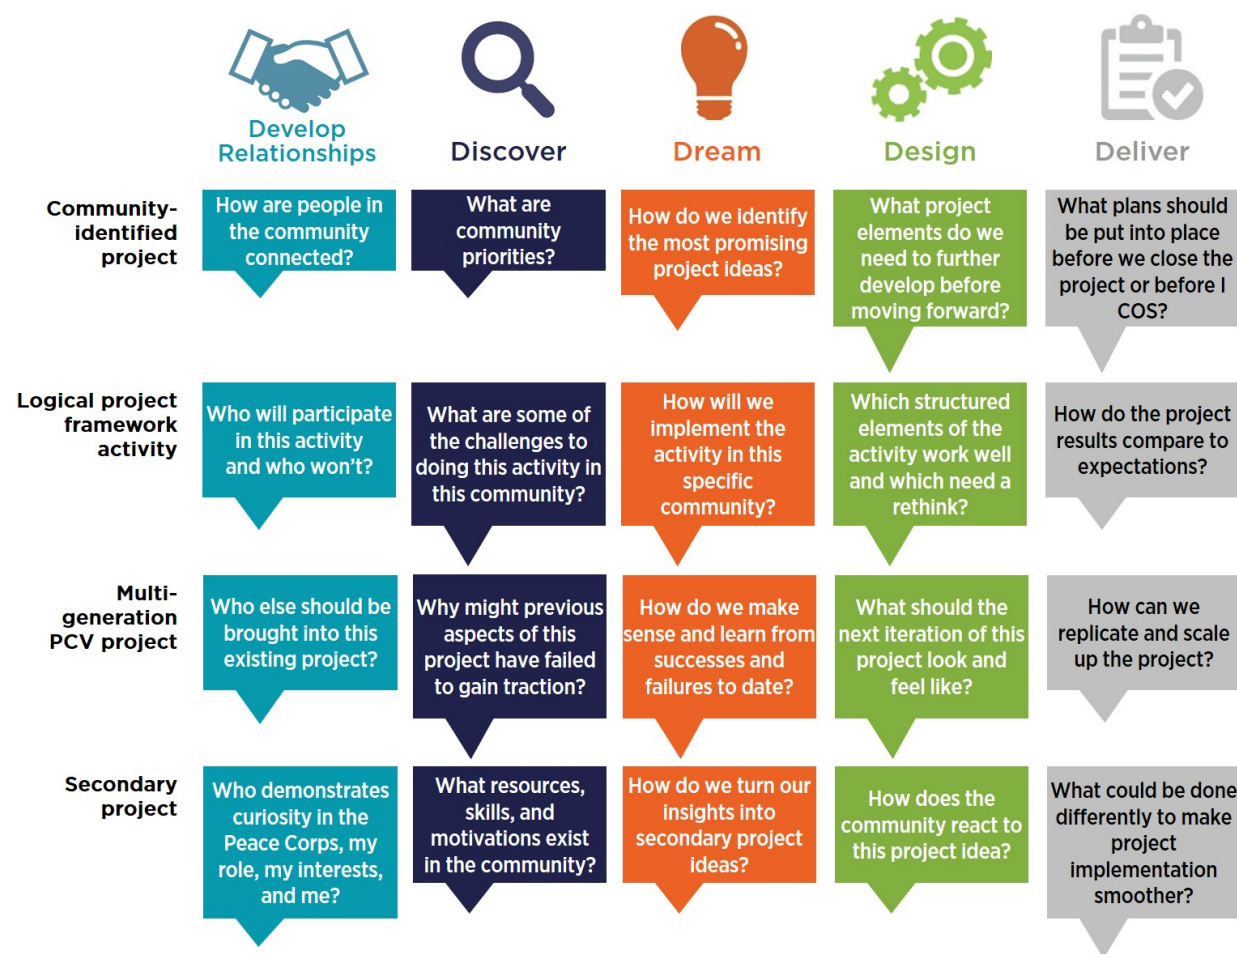 Develop
Relationships
Discover
Dream
Design
Deliver
Community-
identified
project
How are people in
the community
connected?
What are
community
priorities?
How do we identify
the most promising
project ideas?
What project
elements do we
need to further
develop before
moving forward?
What plans should
be put into place
before we close the
project or before I
COS?
Logical project
framework
activity
Who will participate
in this activity
and who won't?
What are some of
the challenges to
doing this activity in
this community?
How will we
implement the
activity in this
specific
community?
Which structured
elements of the
activity work well
and which need a
rethink?
How do the project
results compare to
expectations?
Multi-
generation
PCV project
Who else should be
brought into this
existing project?
Why might previous
aspects of this
project have failed
to gain traction?
How do we make
sense and learn from
successes and
failures to date?
What should the
next iteration of this
project look and
feel like?
How can we
replicate and scale
up the project?
Secondary
project
Who demonstrates
curiosity in the
Peace Corps, my
role, my interests,
and me?
What resources,
skills, and
motivations exist
in the community?
How do we turn our
insights into
secondary project
ideas?
How does the
community react to
this project idea?
What could be done
differently to make
project
implementation
smoother?